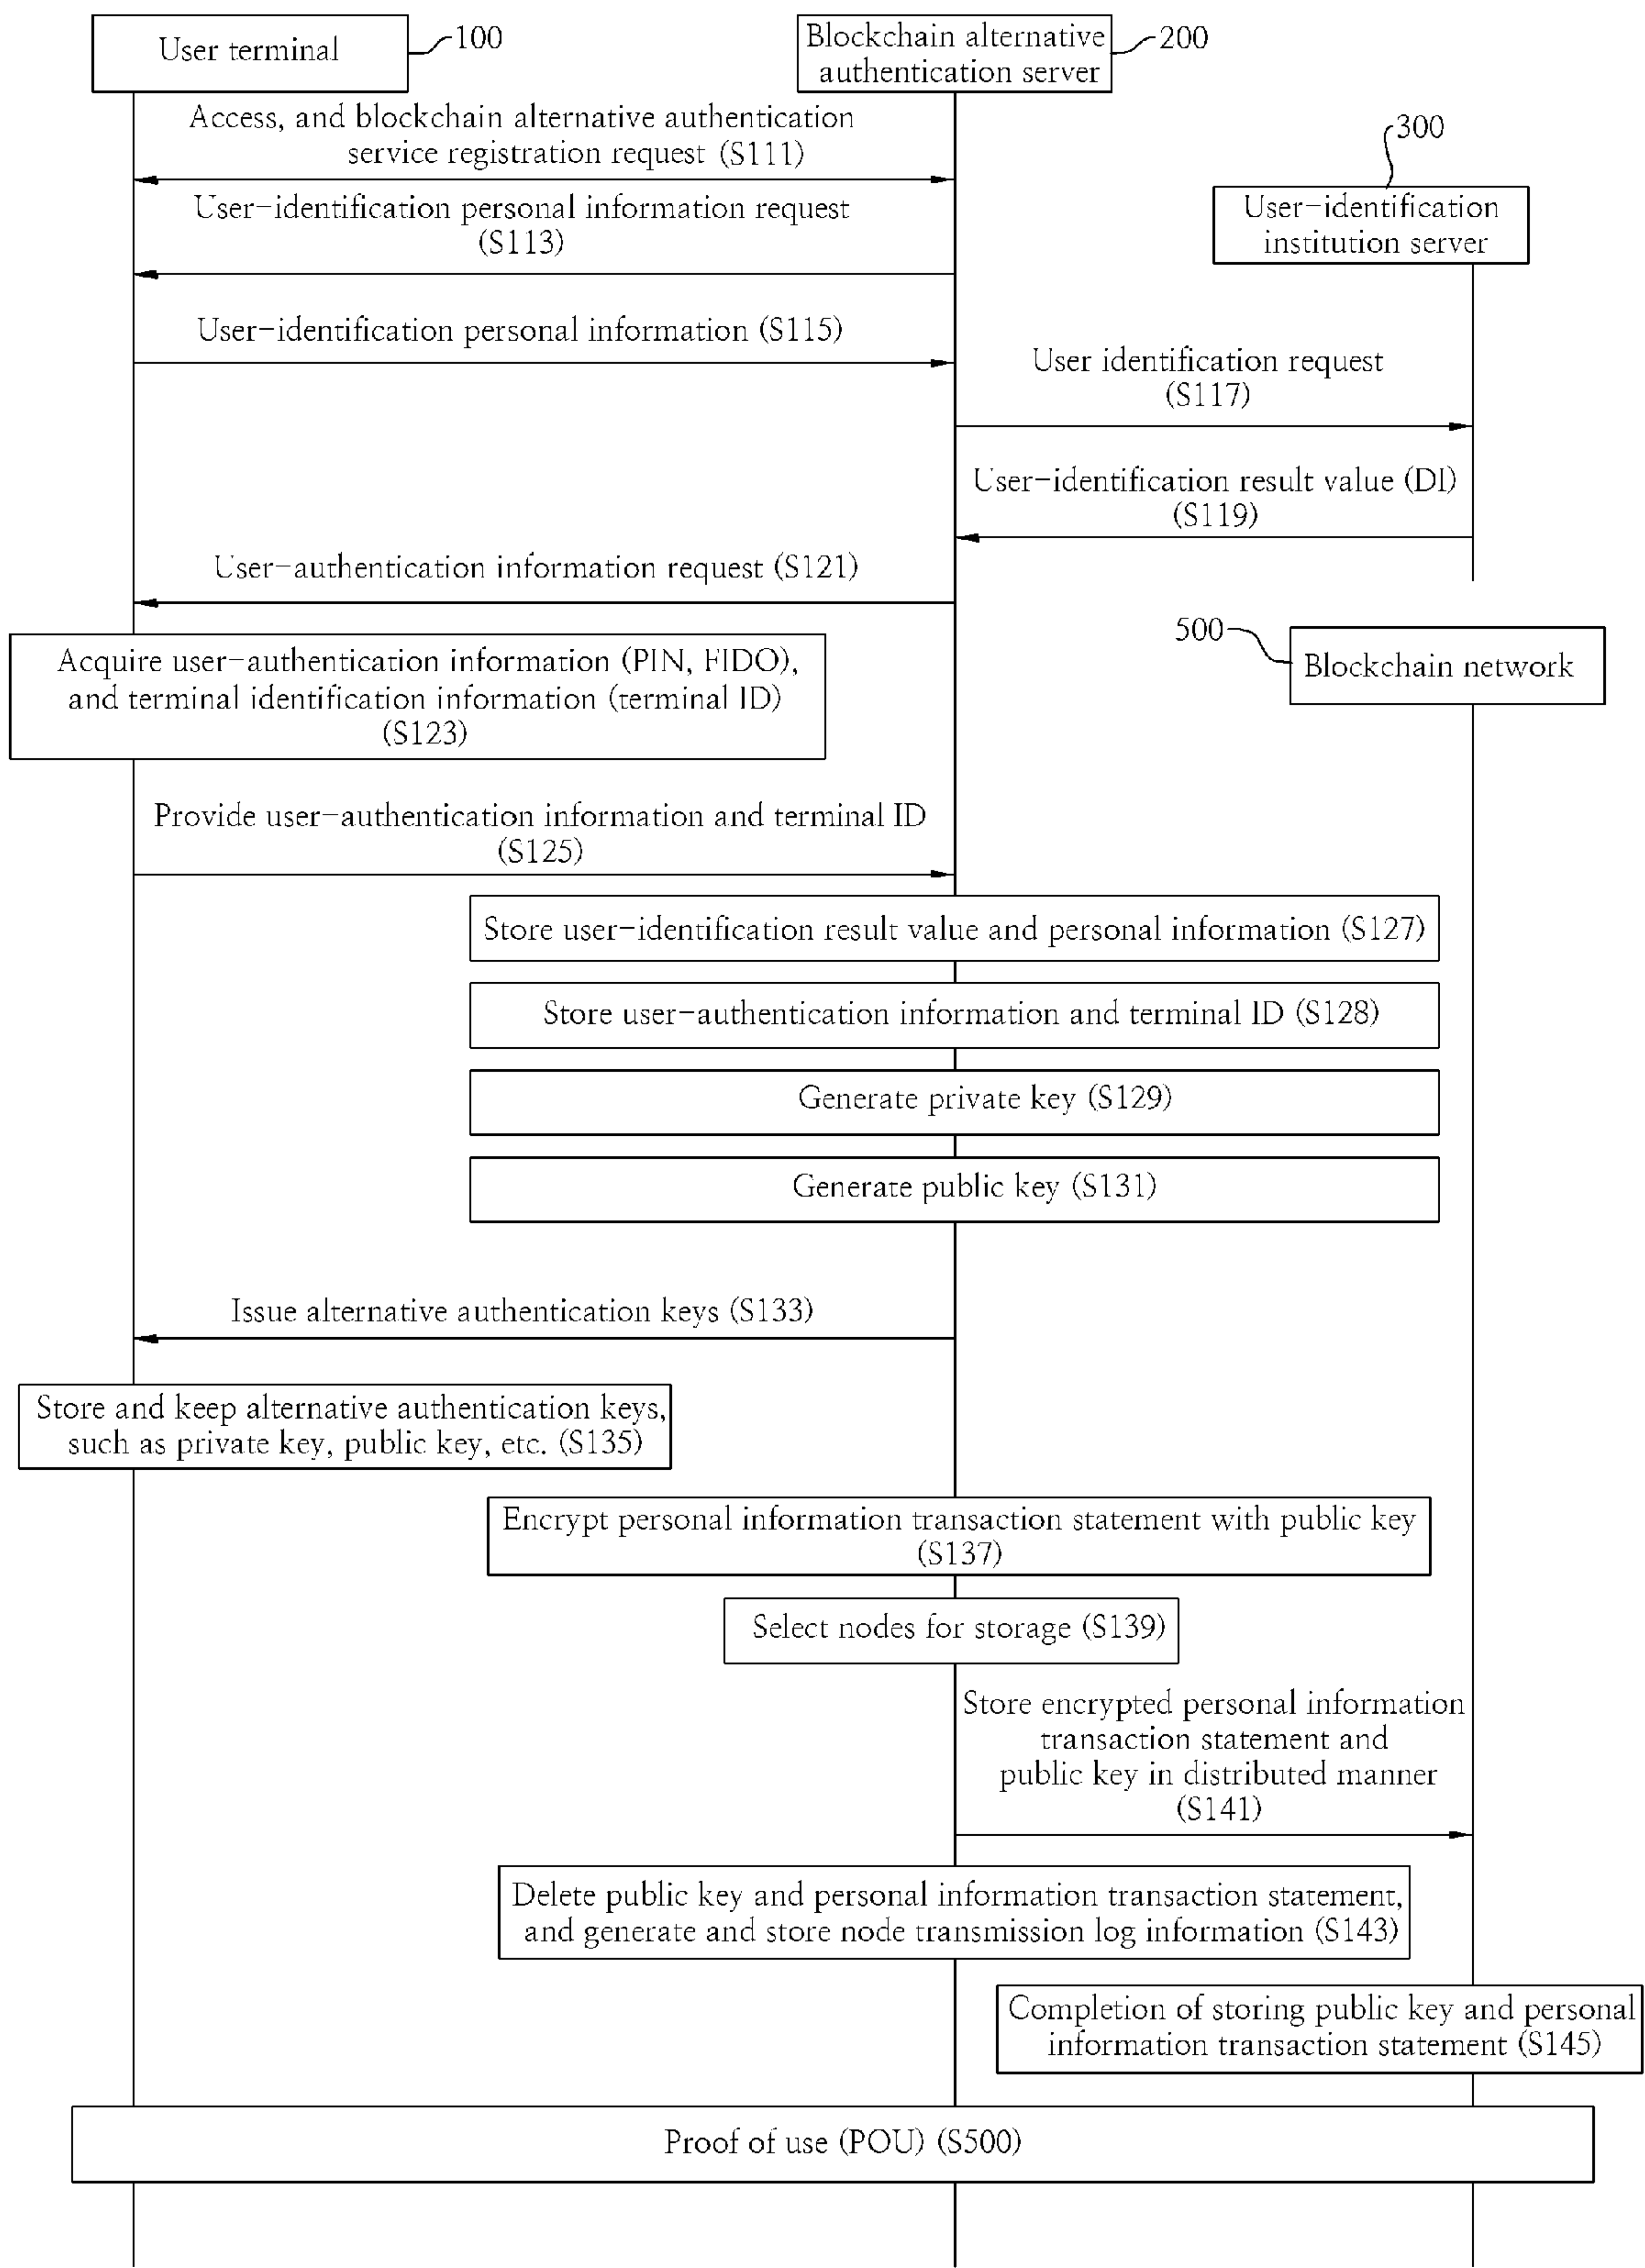 User terminal
100
Blockchain alternative
authentication server
200
Access, and blockchain alternative authentication
service registration request (S111)
300
User-identification personal information request
(S113)
User-identification
institution server
User-identification personal information (S115)
User identification request
(S117)
User-identification result value (DI)
(S119)
User-authentication information request (S121)
500
Blockchain network
Acquire user-authentication information (PIN, FIDO),
and terminal identification information (terminal ID)
(S123)
Provide user-authentication information and terminal ID
(S125)
Store user-identification result value and personal information (S127)
Store user-authentication information and terminal ID (S128)
Generate private key (S129)
Generate public key (S131)
Issue alternative authentication keys (S133)
Store and keep alternative authentication keys,
such as private key, public key, etc. (S135)
Encrypt personal information transaction statement with public key
(S137)
Select nodes for storage (S139)
Store encrypted personal information
transaction statement and
public key in distributed manner
(S141)
Delete public key and personal information transaction statement,
and generate and store node transmission log information (S143)
Completion of storing public key and personal
information transaction statement (S145)
Proof of use (POU) (S500)